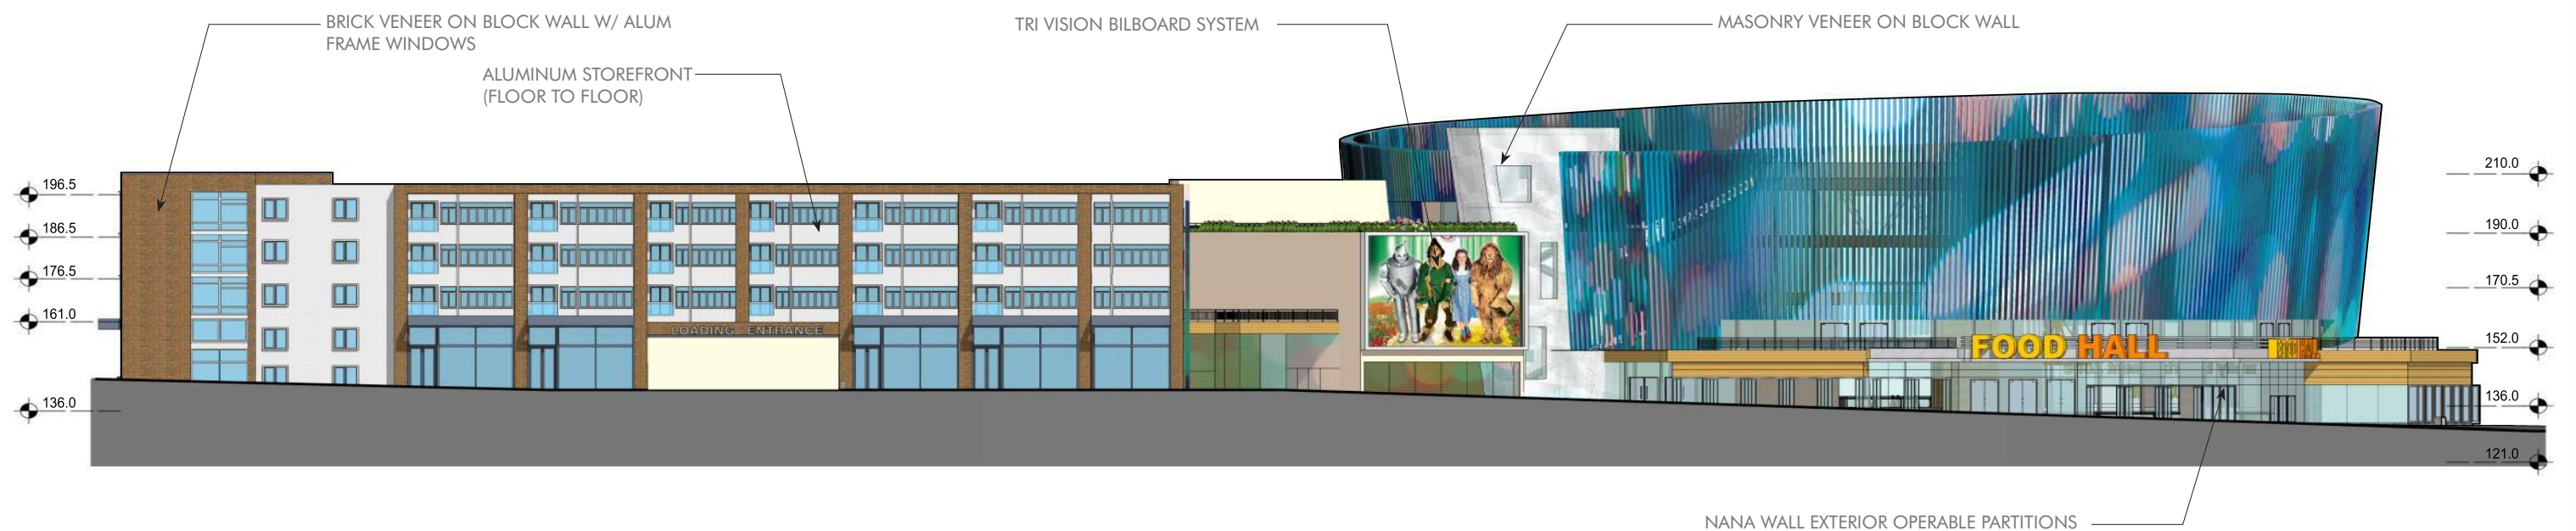 BRICK VENEER ON BLOCK WALL W/ ALUM
FRAME WINDOWS
ALUMINUM STOREFRONT
(FLOOR TO FLOOR)
TRI VISION BILBOARD SYSTEM
MASONRY VENEER ON BLOCK WALL
196.5
186.5
176.5
161.0
136.0
LOADING ENTRANCE
FOOD HALL
210.0
190.0
170.5
152.0
136.0
121.0
NANA WALL EXTERIOR OPERABLE PARTITIONS